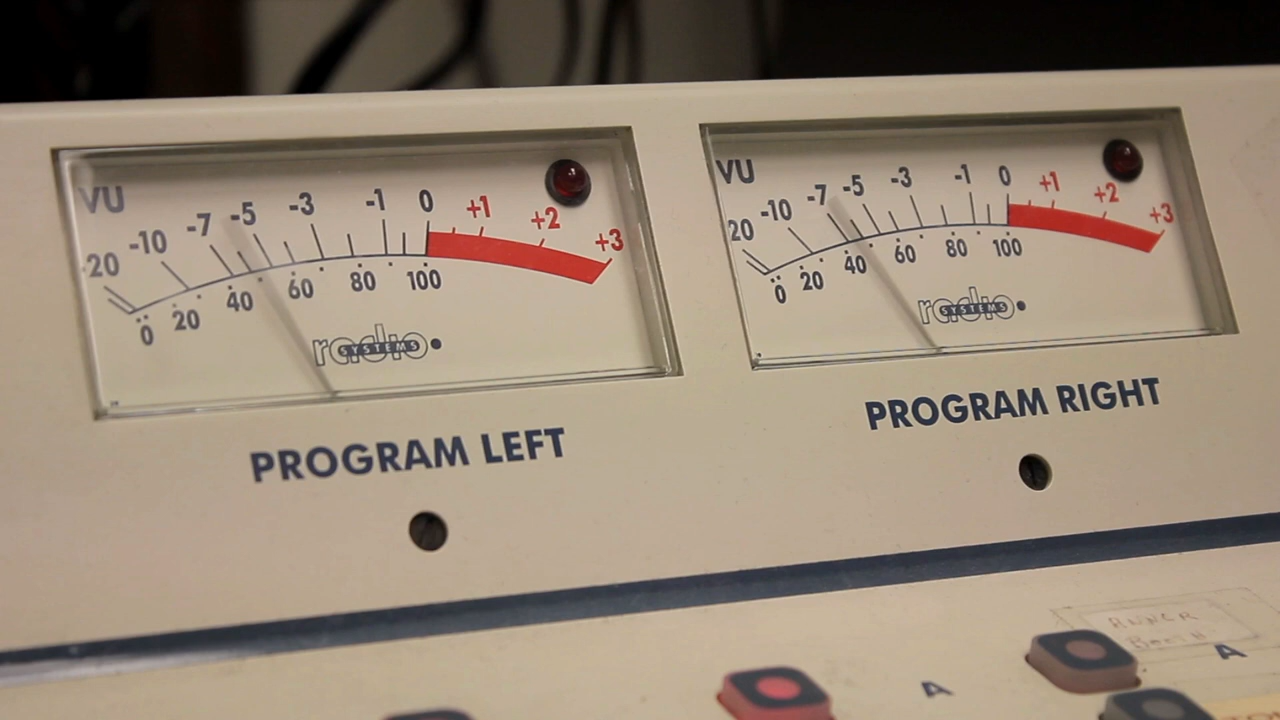 VU
-20 -10 -7 -5 -3 -1 0 +1 +2 +3
0 20 40 60 80 100
radio
SYSTEMS
PROGRAM LEFT
VU
20 -10 -7 -5 -3 -1 0 +1 +2 +3
0 20 40 60 80 100
radio
SYSTEMS
PROGRAM RIGHT
ANNCR
A
A